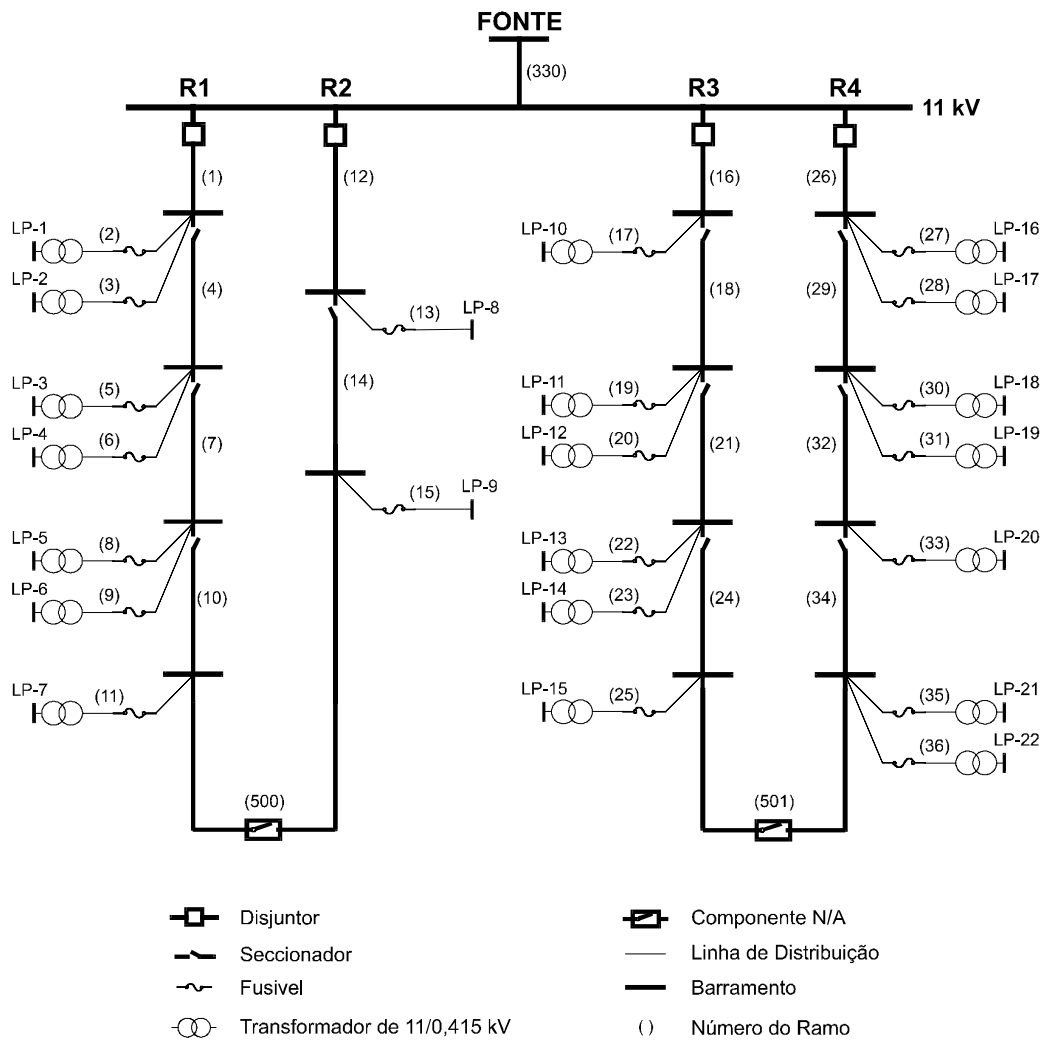 FONTE
(330)
R1 R2 R3 R4
11 kV
(1) (12) (16) (26)
LP-1 (2) LP-10 (17) (27) LP-16
LP-2 (3) (28) LP-17
(4) (18) (29)
(13) LP-8
(14)
LP-3 (5) LP-11 (19) (30) LP-18
LP-4 (6) LP-12 (20) (31) LP-19
(7) (21) (32)
(15) LP-9
LP-5 (8) LP-13 (22) (33) LP-20
LP-6 (9) LP-14 (23)
(10) (24) (34)
LP-7 (11) LP-15 (25) (35) LP-21
(36) LP-22
(500) (501)
Disjuntor Componente N/A
Seccionador Linha de Distribuição
Fusivel Barramento
Transformador de 11/0,415 kV ( ) Número do Ramo